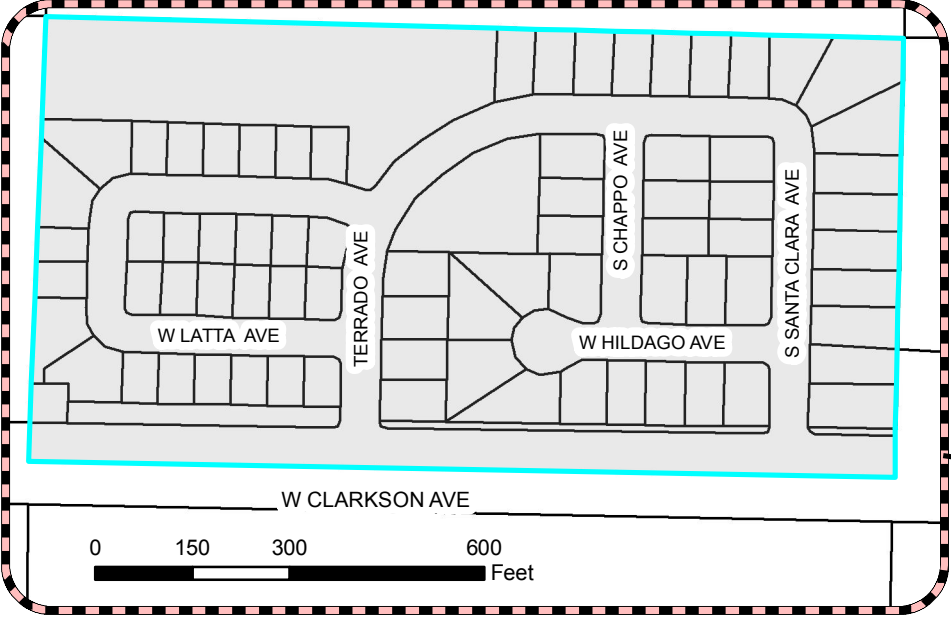 S CHAPPO AVE
S SANTA CLARA AVE
TERRADO AVE
W LATTA AVE
W HILDAGO AVE
W CLARKSON AVE
0 150 300 600
Feet